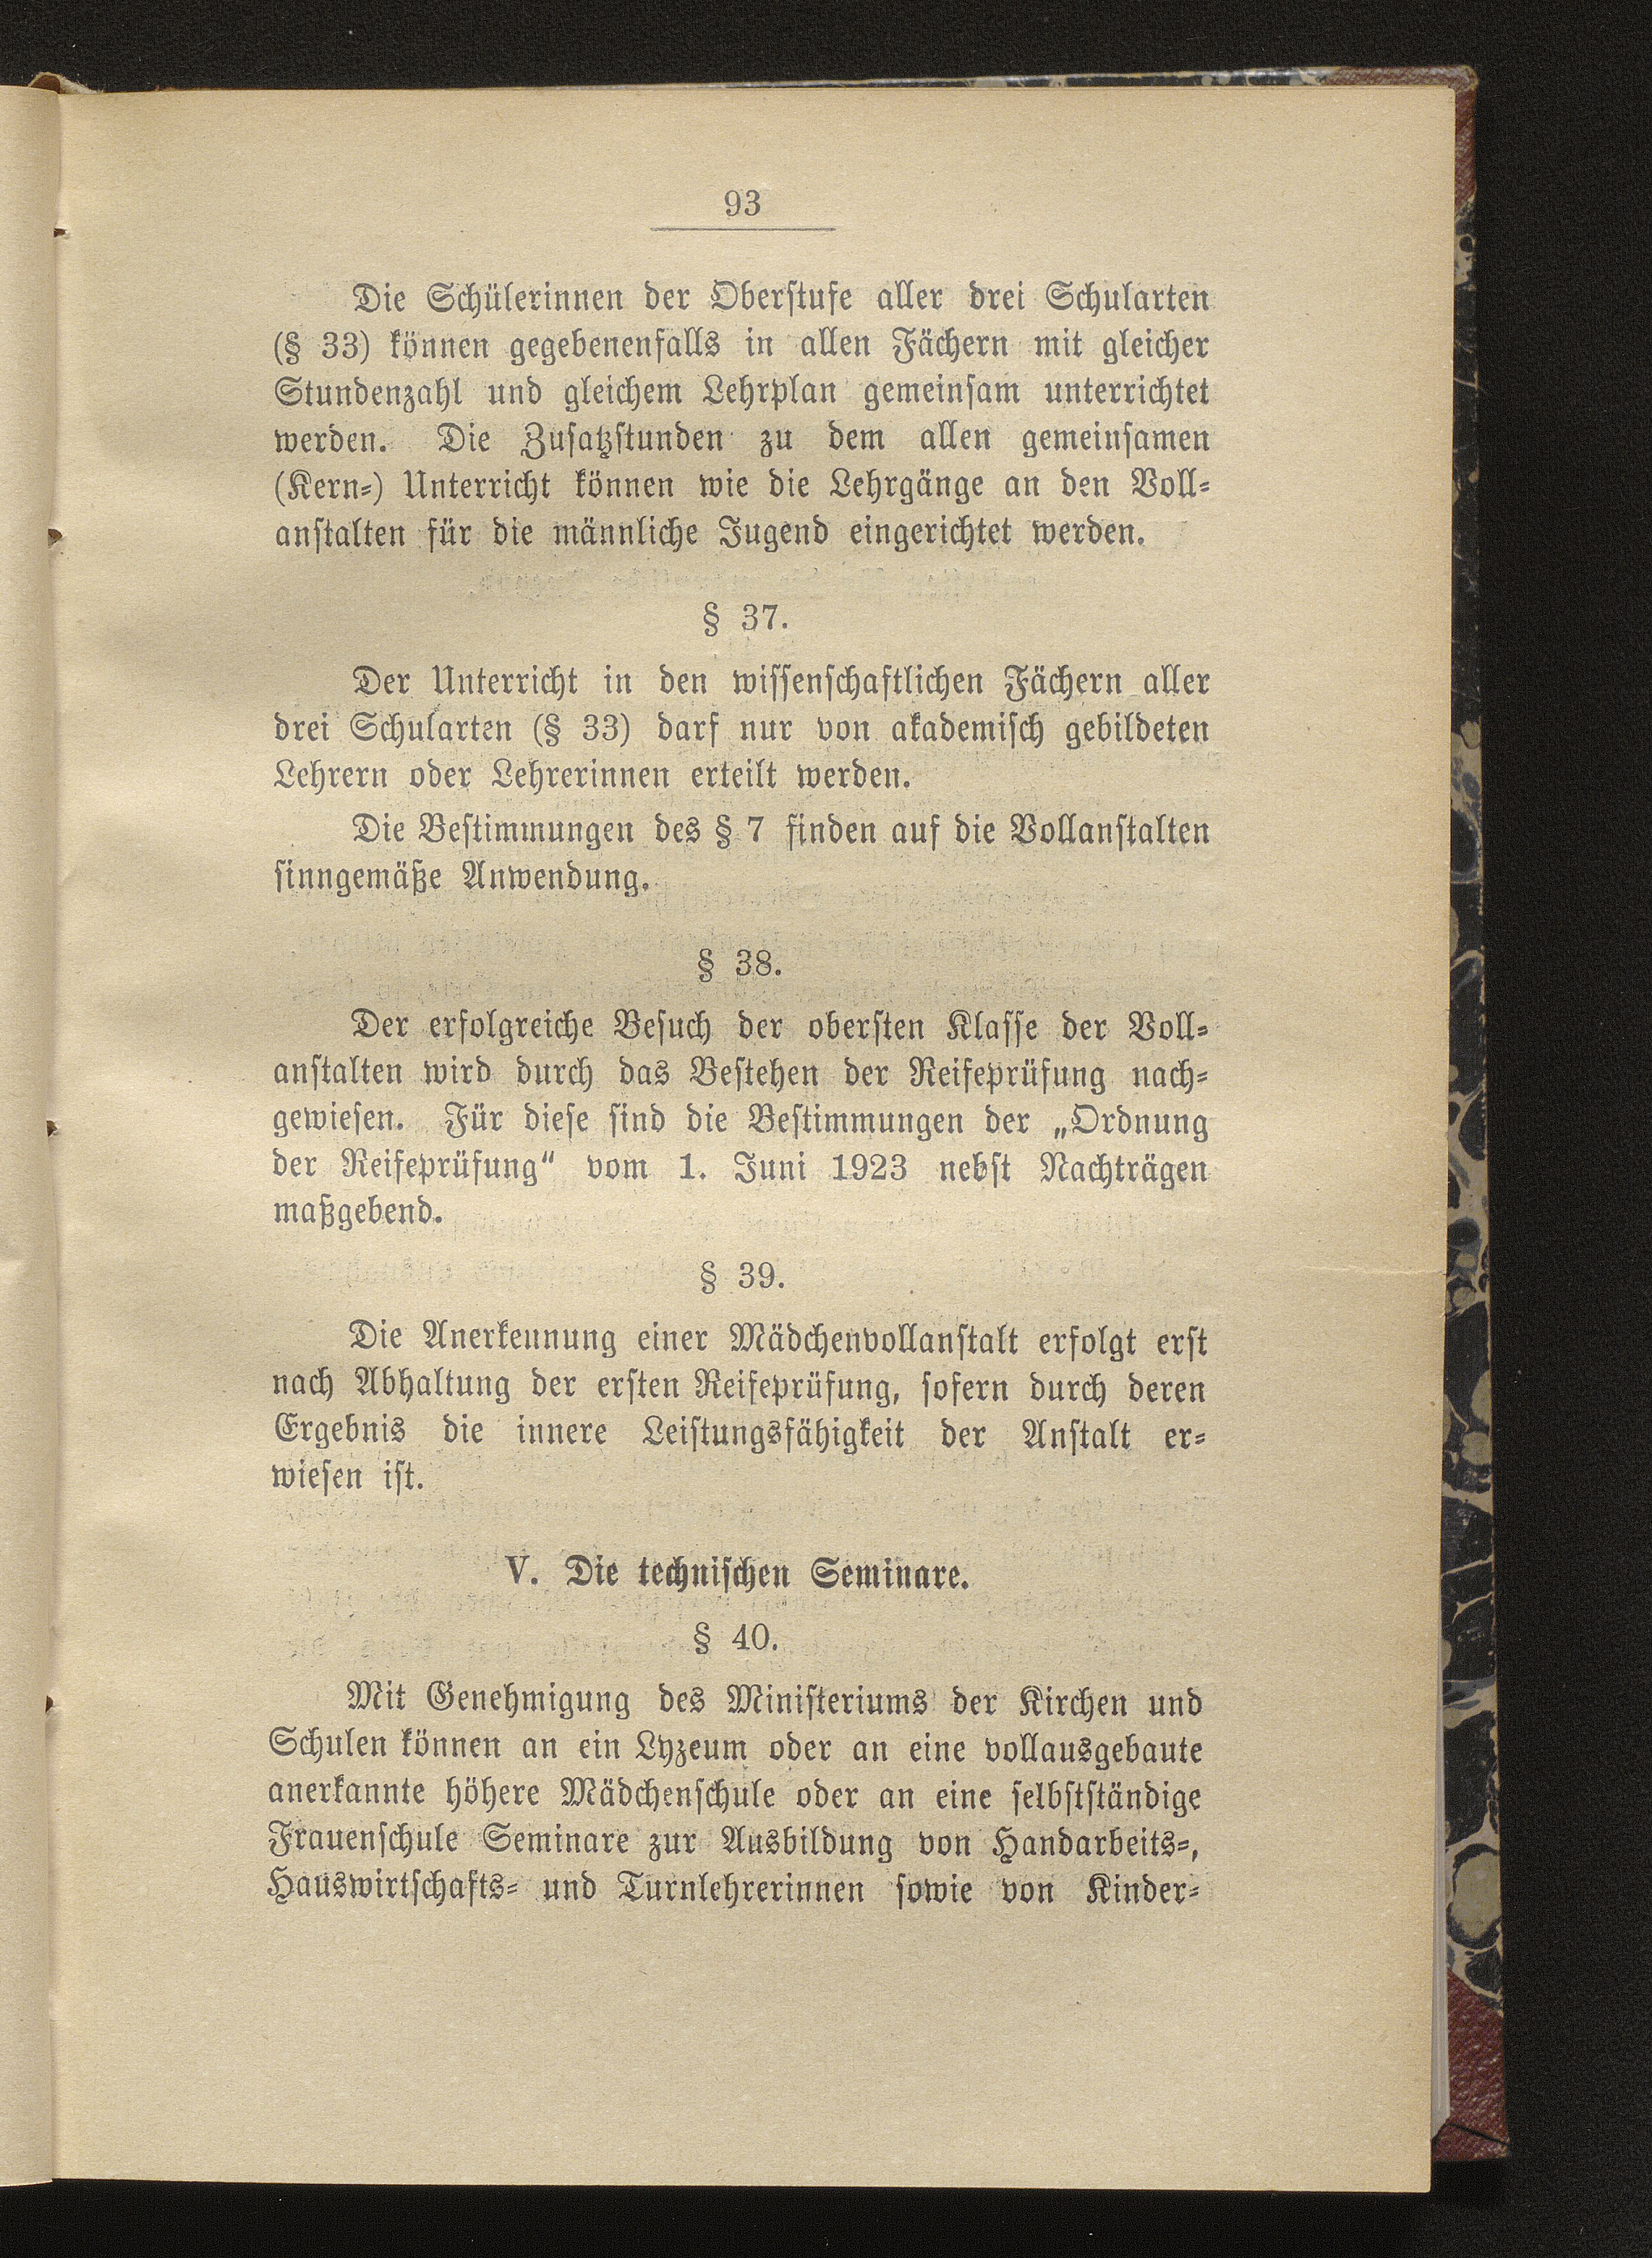 93
Die Schülerinnen der Oberstufe aller drei Schularten
(§ 33) können gegebenenfalls in allen Fächern mit gleicher
Stundenzahl und gleichem Lehrplan gemeinsam unterrichtet
werden. Die Zusatzstunden zu dem allen gemeinsamen
(Kern-) Unterricht können wie die Lehrgänge an den Voll-
anstalten für die männliche Jugend eingerichtet werden.
§ 37.
Der Unterricht in den wissenschaftlichen Fächern aller
drei Schularten (§ 33) darf nur von akademisch gebildeten
Lehrern oder Lehrerinnen erteilt werden.
Die Bestimmungen des § 7 finden auf die Vollanstalten
sinngemäße Anwendung.
§ 38.
Der erfolgreiche Besuch der obersten Klasse der Voll-
anstalten wird durch das Bestehen der Reifeprüfung nach-
gewiesen. Für diese sind die Bestimmungen der „Ordnung
der Reifeprüfung“ vom 1. Juni 1923 nebst Nachträgen
maßgebend.
§ 39.
Die Anerkennung einer Mädchenvollanstalt erfolgt erst
nach Abhaltung der ersten Reifeprüfung, sofern durch deren
Ergebnis die innere Leistungsfähigkeit der Anstalt er-
wiesen ist.
V. Die technischen Seminare.
§ 40.
Mit Genehmigung des Ministeriums der Kirchen und
Schulen können an ein Lyzeum oder an eine vollausgebaute
anerkannte höhere Mädchenschule oder an eine selbstständige
Frauenschule Seminare zur Ausbildung von Handarbeits-,
Hauswirtschafts- und Turnlehrerinnen sowie von Kinder-